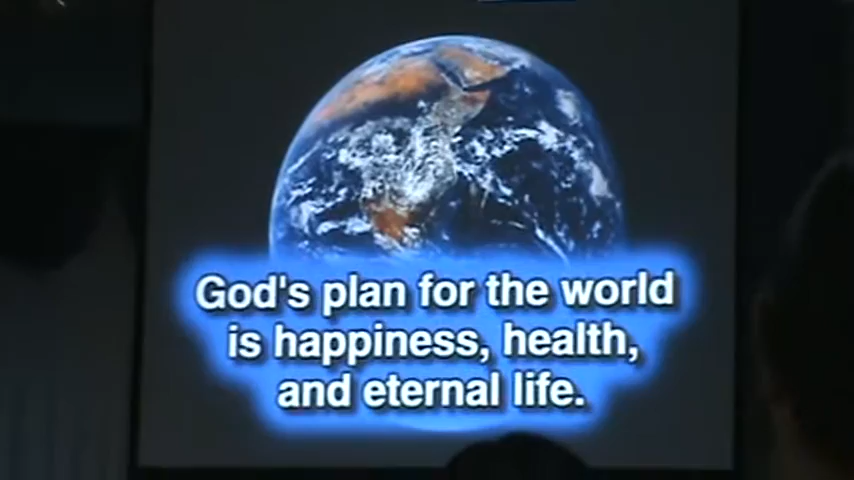 God's plan for the world
is happiness, health,
and eternal life.